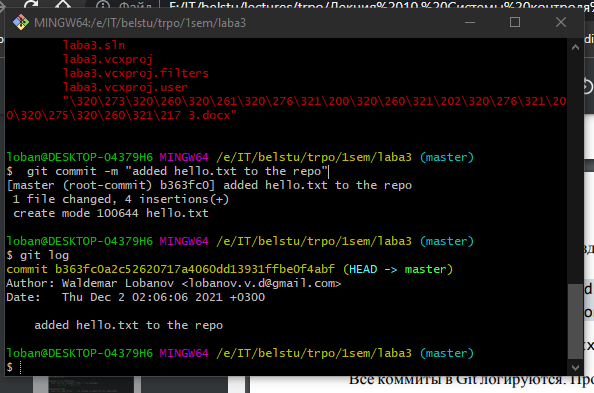 Файл
E:/IT/belstu/lectures/trpo/Лекция%2010.%20Системы%20контроля%
MINGW64:/e/IT/belstu/trpo/1sem/laba3
laba3.sln
laba3.vcxproj
laba3.vcxproj.filters
laba3.vcxproj.user
"\320\273\320\260\320\261\320\276\321\200\320\260\321\202\320\276\321\20
0\320\275\320\260\321\217 3.docx"
loban@DESKTOP-04379H6 MINGW64 /e/IT/belstu/trpo/1sem/laba3 (master)
$  git commit -m "added hello.txt to the repo"
[master (root-commit) b363fc0] added hello.txt to the repo
 1 file changed, 4 insertions(+)
 create mode 100644 hello.txt
loban@DESKTOP-04379H6 MINGW64 /e/IT/belstu/trpo/1sem/laba3 (master)
$ git log
commit b363fc0a2c52620717a4060dd13931ffbe0f4abf (HEAD -> master)
Author: Waldemar Lobanov <lobanov.v.d@gmail.com>
Date:   Thu Dec 2 02:06:06 2021 +0300
    added hello.txt to the repo
loban@DESKTOP-04379H6 MINGW64 /e/IT/belstu/trpo/1sem/laba3 (master)
$
Все коммиты в Git логируются. Про